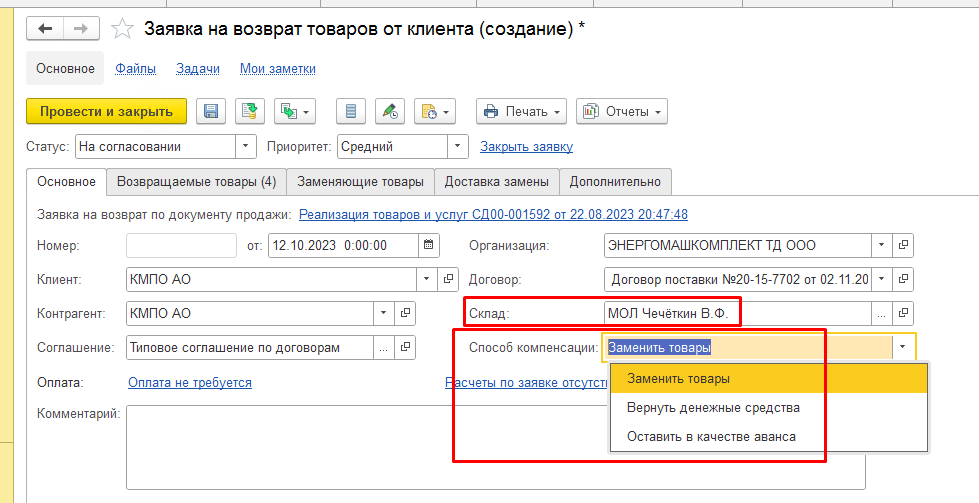 Заявка на возврат товаров от клиента (создание) *
Основное Файлы Задачи Мои заметки
Провести и закрыть Печать Отчеты
Статус: На согласовании Приоритет: Средний Закрыть заявку
Основное Возвращаемые товары (4) Заменяющие товары Доставка замены Дополнительно
Заявка на возврат по документу продажи: Реализация товаров и услуг СД00-001592 от 22.08.2023 20:47:48
Номер: от: 12.10.2023 0:00:00 Организация: ЭНЕРГОМАШКОМПЛЕКТ ТД ООО
Клиент: КМПО АО Договор: Договор поставки №20-15-7702 от 02.11.20
Контрагент: КМПО АО Склад: МОЛ Чечёткин В.Ф. ...
Соглашение: Типовое соглашение по договорам ... Способ компенсации: Заменить товары
Заменить товары
Оплата: Оплата не требуется Расчеты по заявке отсутст
Вернуть денежные средства
Комментарий:
Оставить в качестве аванса